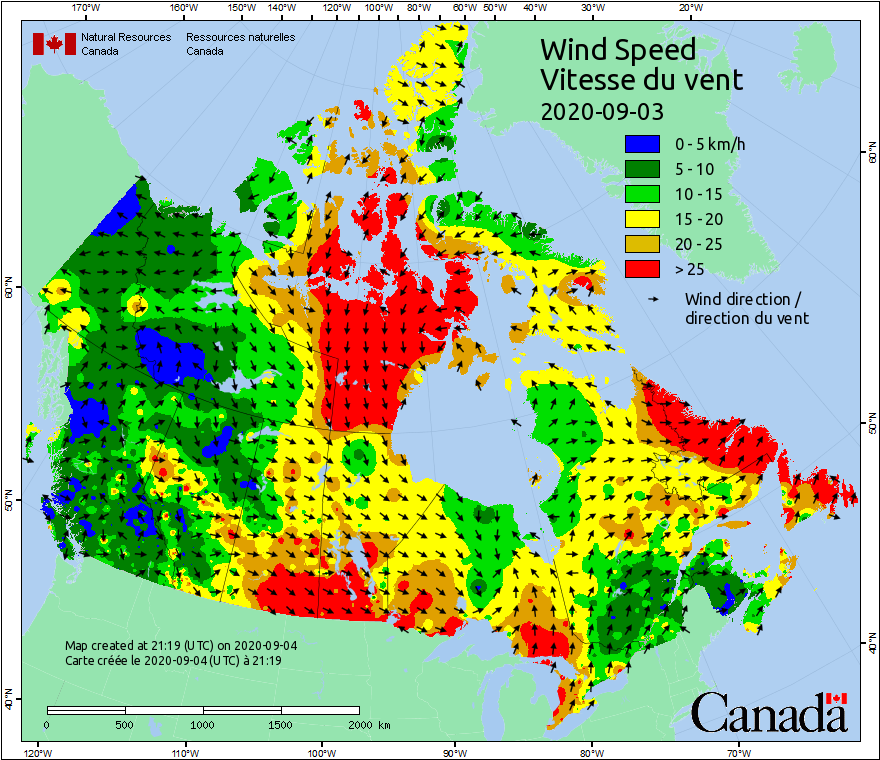 170°W 160°W 150°W 140°W 120°W 100°W 80°W 60°W 50°W 40°W 30°W 20°W
Natural Resources Ressources naturelles
Canada Canada
Wind Speed
Vitesse du vent
2020-09-03
0 - 5 km/h
5 - 10
10 - 15
15 - 20
20 - 25
> 25
Wind direction /
direction du vent
60°N
60°N
50°N
50°N
40°N
40°N
Map created at 21:19 (UTC) on 2020-09-04
Carte créée le 2020-09-04 (UTC) à 21:19
0 500 1000 1500 2000 km
Canada
120°W 110°W 100°W 90°W 80°W 70°W